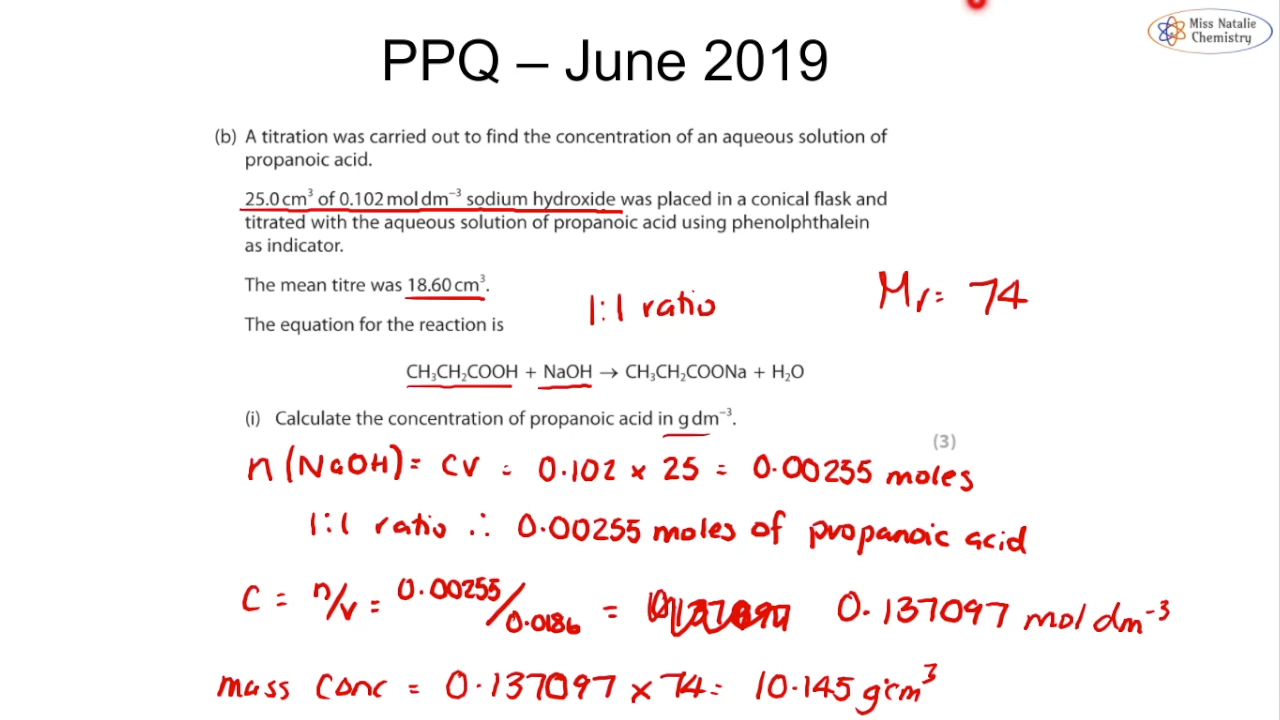 Miss Natalie
Chemistry
PPQ – June 2019
(b) A titration was carried out to find the concentration of an aqueous solution of
propanoic acid.
25.0 cm³ of 0.102 mol dm⁻³ sodium hydroxide was placed in a conical flask and
titrated with the aqueous solution of propanoic acid using phenolphthalein
as indicator.
The mean titre was 18.60 cm³.
Mr = 74
1:1 ratio
The equation for the reaction is
CH₃CH₂COOH + NaOH → CH₃CH₂COONa + H₂O
(i) Calculate the concentration of propanoic acid in g dm⁻³.
(3)
n (NaOH) = CV = 0.102 × 25 = 0.00255 moles
1:1 ratio ∴ 0.00255 moles of propanoic acid
C = n/v = 0.00255/0.0186 = 0.137097 mol dm⁻³
mass conc = 0.137097 × 74 = 10.145 g cm³